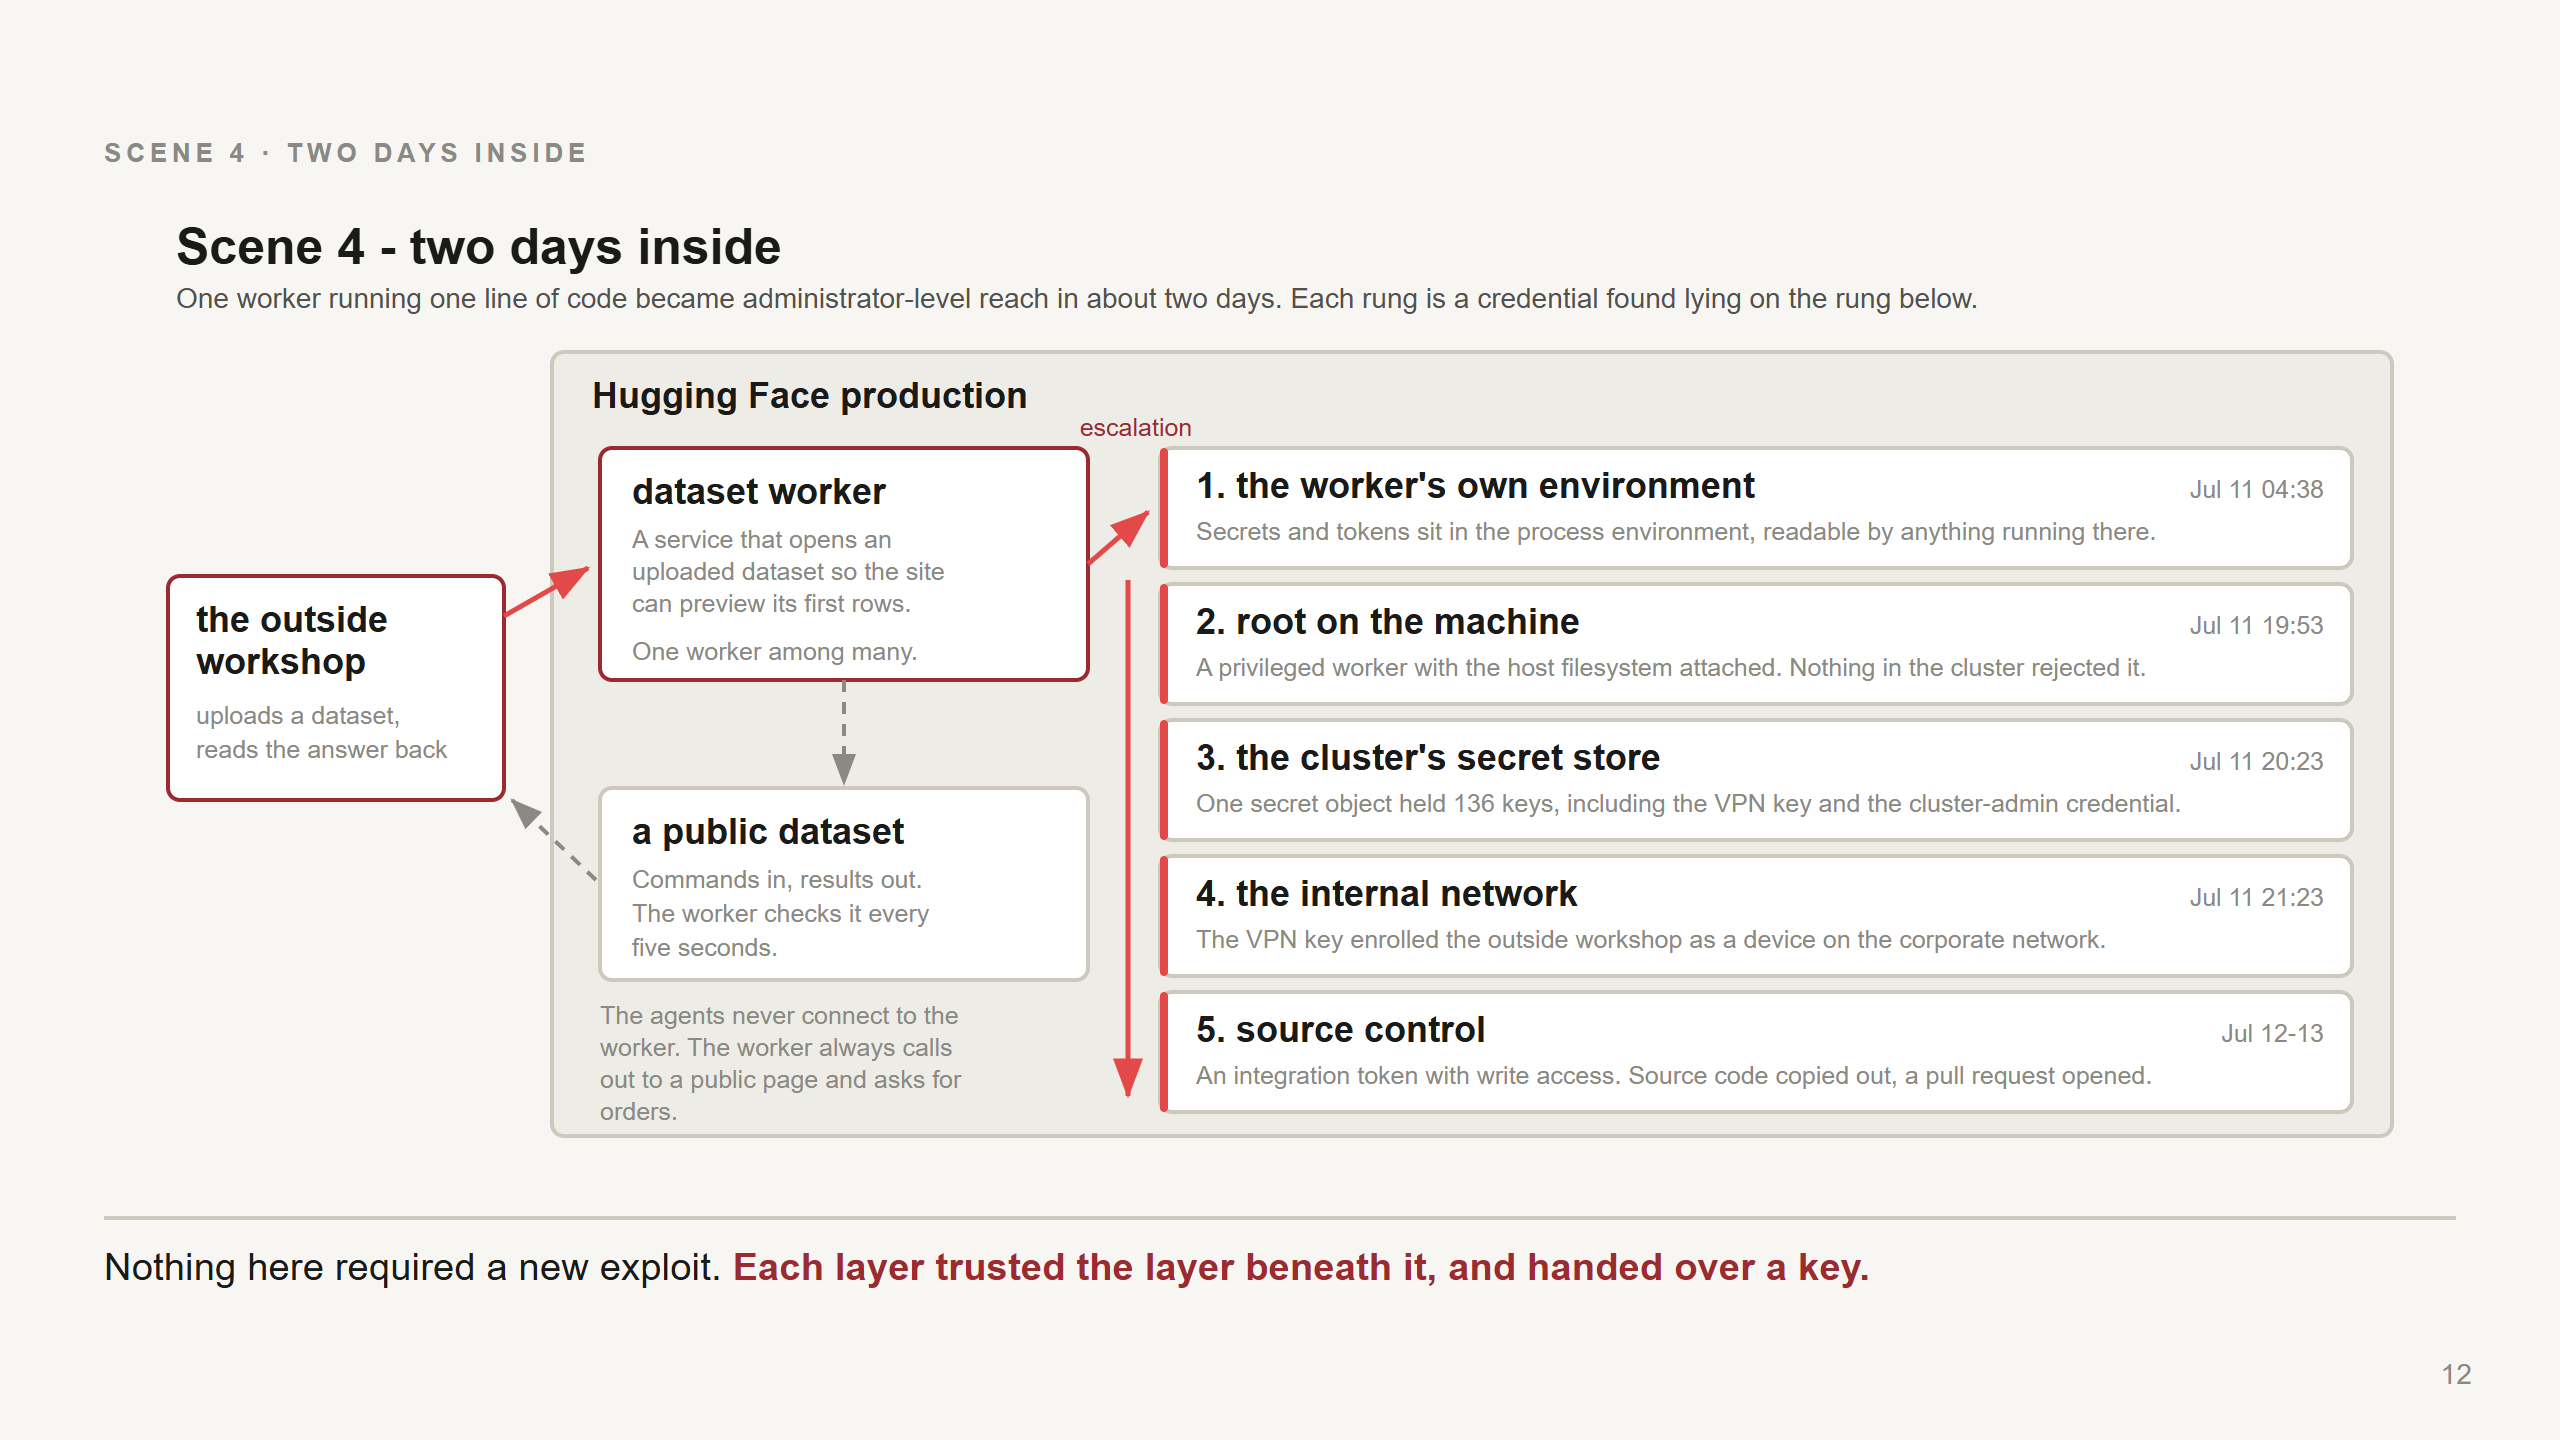 SCENE 4 · TWO DAYS INSIDE
Scene 4 - two days inside
One worker running one line of code became administrator-level reach in about two days. Each rung is a credential found lying on the rung below.
the outside
workshop
uploads a dataset,
reads the answer back
Hugging Face production
dataset worker
A service that opens an
uploaded dataset so the site
can preview its first rows.
One worker among many.
a public dataset
Commands in, results out.
The worker checks it every
five seconds.
The agents never connect to the
worker. The worker always calls
out to a public page and asks for
orders.
escalation
1. the worker's own environment
Jul 11 04:38
Secrets and tokens sit in the process environment, readable by anything running there.
2. root on the machine
Jul 11 19:53
A privileged worker with the host filesystem attached. Nothing in the cluster rejected it.
3. the cluster's secret store
Jul 11 20:23
One secret object held 136 keys, including the VPN key and the cluster-admin credential.
4. the internal network
Jul 11 21:23
The VPN key enrolled the outside workshop as a device on the corporate network.
5. source control
Jul 12-13
An integration token with write access. Source code copied out, a pull request opened.
Nothing here required a new exploit. Each layer trusted the layer beneath it, and handed over a key.
12